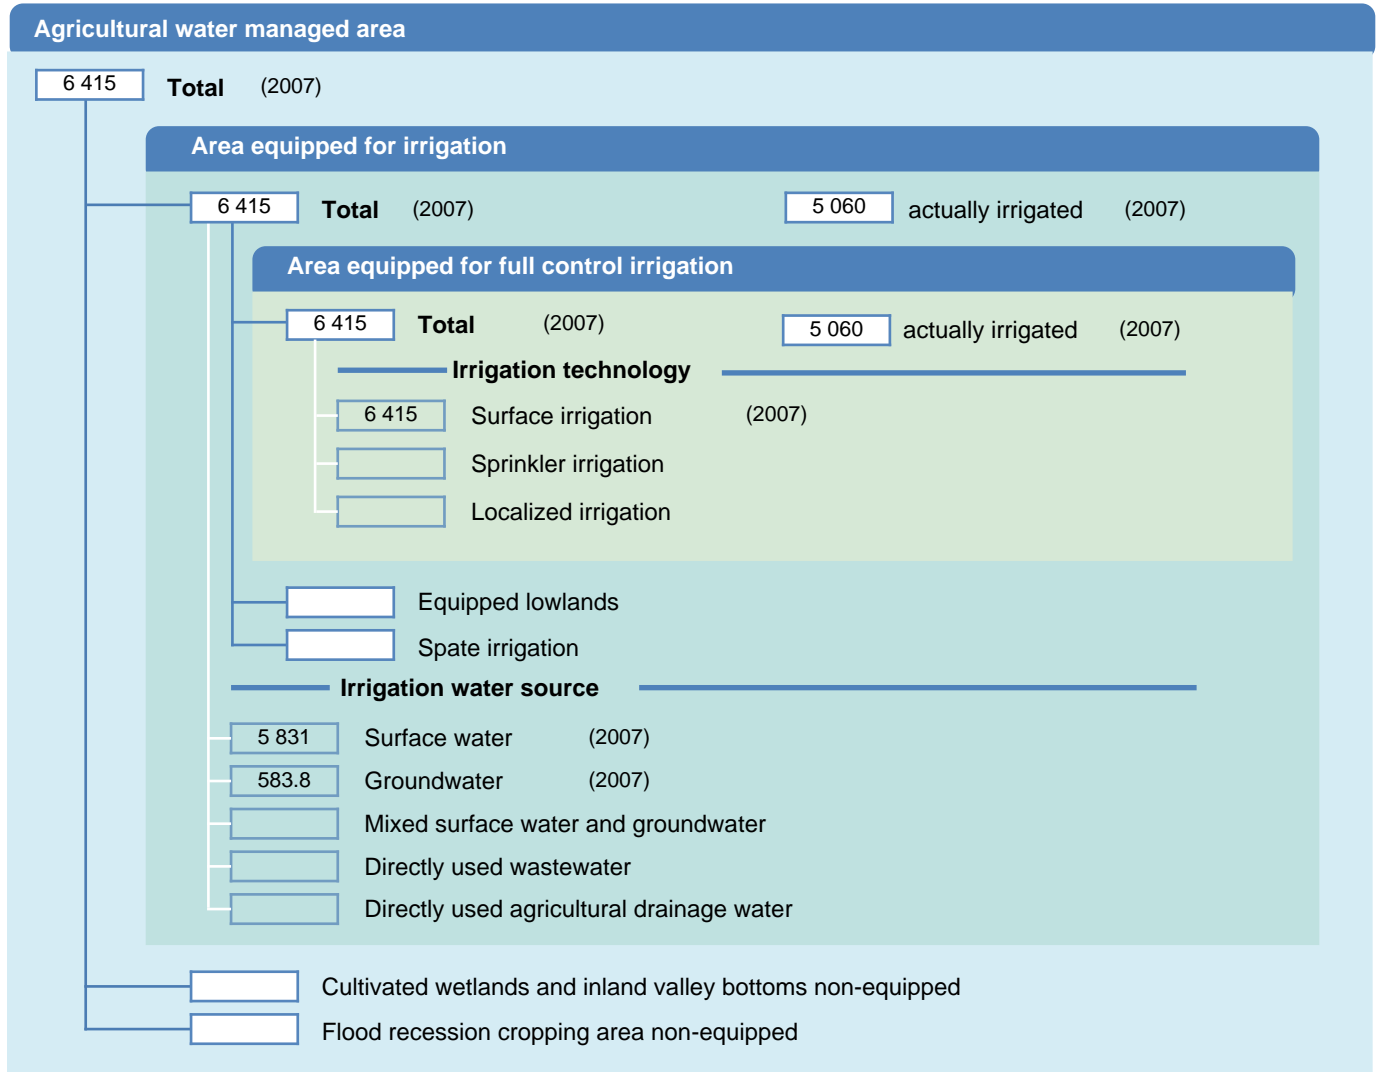 Agricultural water managed area
6 415 Total (2007)
Area equipped for irrigation
6 415 Total (2007) 5 060 actually irrigated (2007)
Area equipped for full control irrigation
6 415 Total (2007) 5 060 actually irrigated (2007)
Irrigation technology
6 415 Surface irrigation (2007)
Sprinkler irrigation
Localized irrigation
Equipped lowlands
Spate irrigation
Irrigation water source
5 831 Surface water (2007)
583.8 Groundwater (2007)
Mixed surface water and groundwater
Directly used wastewater
Directly used agricultural drainage water
Cultivated wetlands and inland valley bottoms non-equipped
Flood recession cropping area non-equipped